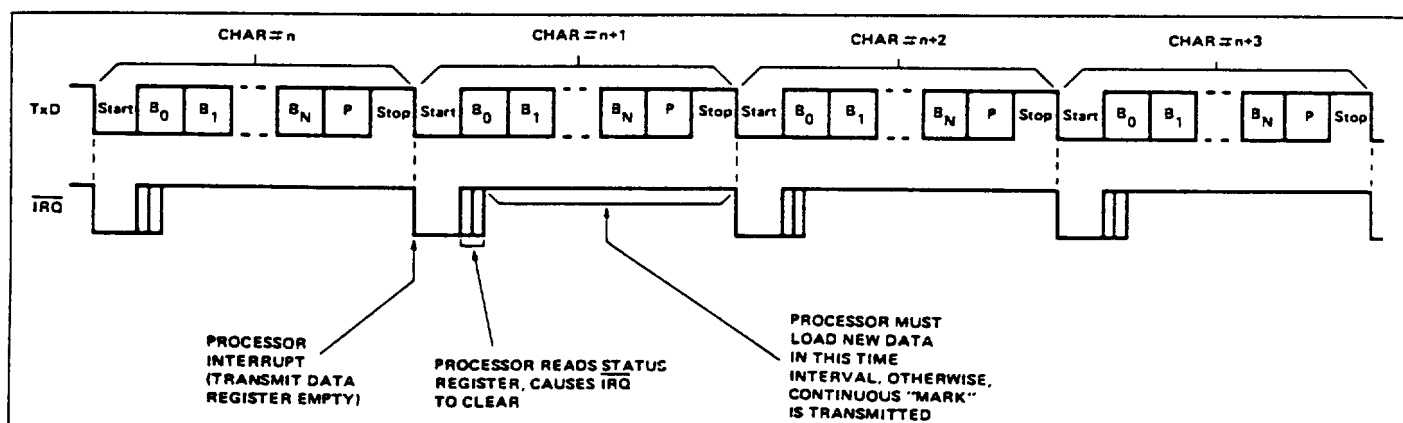 CHAR≡n CHAR≡n+1 CHAR≡n+2 CHAR≡n+3
TxD Start B0 B1 BN P Stop Start B0 B1 BN P Stop Start B0 B1 BN P Stop Start B0 B1 BN P Stop
IRQ
PROCESSOR
INTERRUPT
(TRANSMIT DATA
REGISTER EMPTY)
PROCESSOR READS STATUS
REGISTER, CAUSES IRQ
TO CLEAR
PROCESSOR MUST
LOAD NEW DATA
IN THIS TIME
INTERVAL, OTHERWISE,
CONTINUOUS "MARK"
IS TRANSMITTED